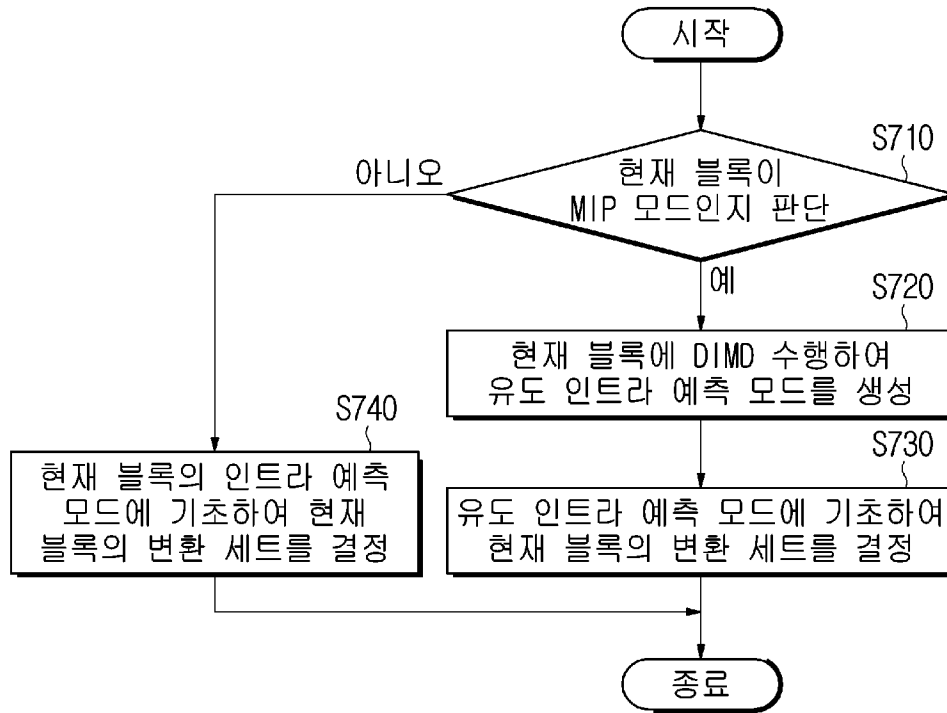 시작
S710
아니오
현재 블록이
MIP 모드인지 판단
예
S720
현재 블록에 DIMD 수행하여
유도 인트라 예측 모드를 생성
S740
현재 블록의 인트라 예측
모드에 기초하여 현재
블록의 변환 세트를 결정
S730
유도 인트라 예측 모드에 기초하여
현재 블록의 변환 세트를 결정
종료